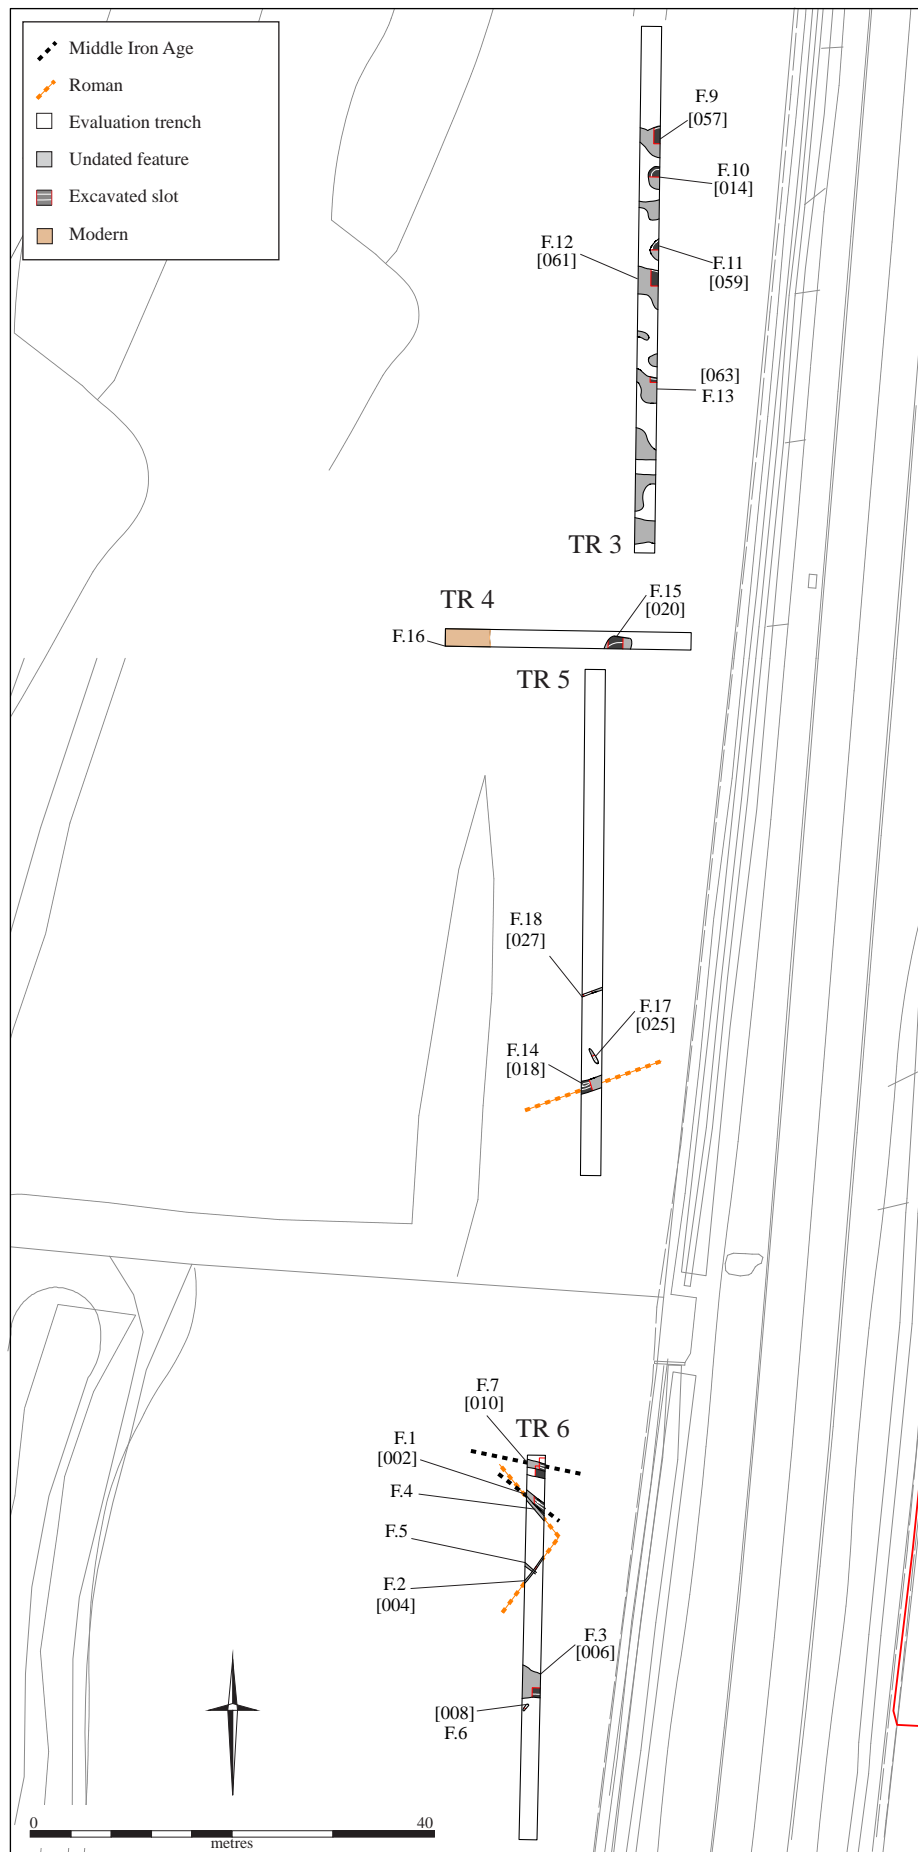 Middle Iron Age
Roman
Evaluation trench
Undated feature
Excavated slot
Modern
F.9
[057]
F.10
[014]
F.12
[061]
F.11
[059]
[063]
F.13
TR 3
TR 4
F.15
[020]
F.16
TR 5
F.18
[027]
F.17
[025]
F.14
[018]
F.7
[010]
TR 6
F.1
[002]
F.4
F.5
F.2
[004]
F.3
[006]
[008]
F.6
0 40
metres